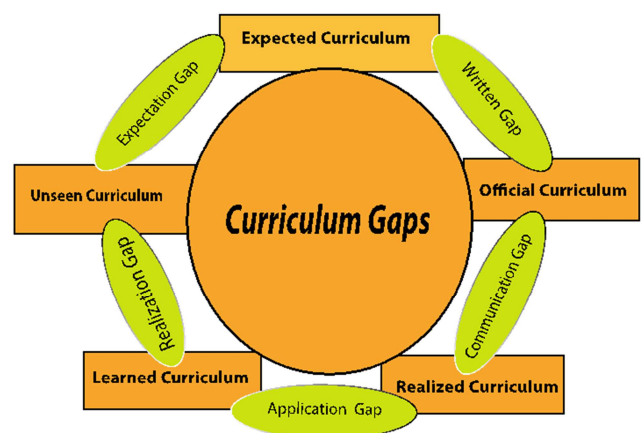 Expected Curriculum
Expectation Gap
Written Gap
Unseen Curriculum
Official Curriculum
Curriculum Gaps
Realization Gap
Communication Gap
Learned Curriculum
Realized Curriculum
Application Gap